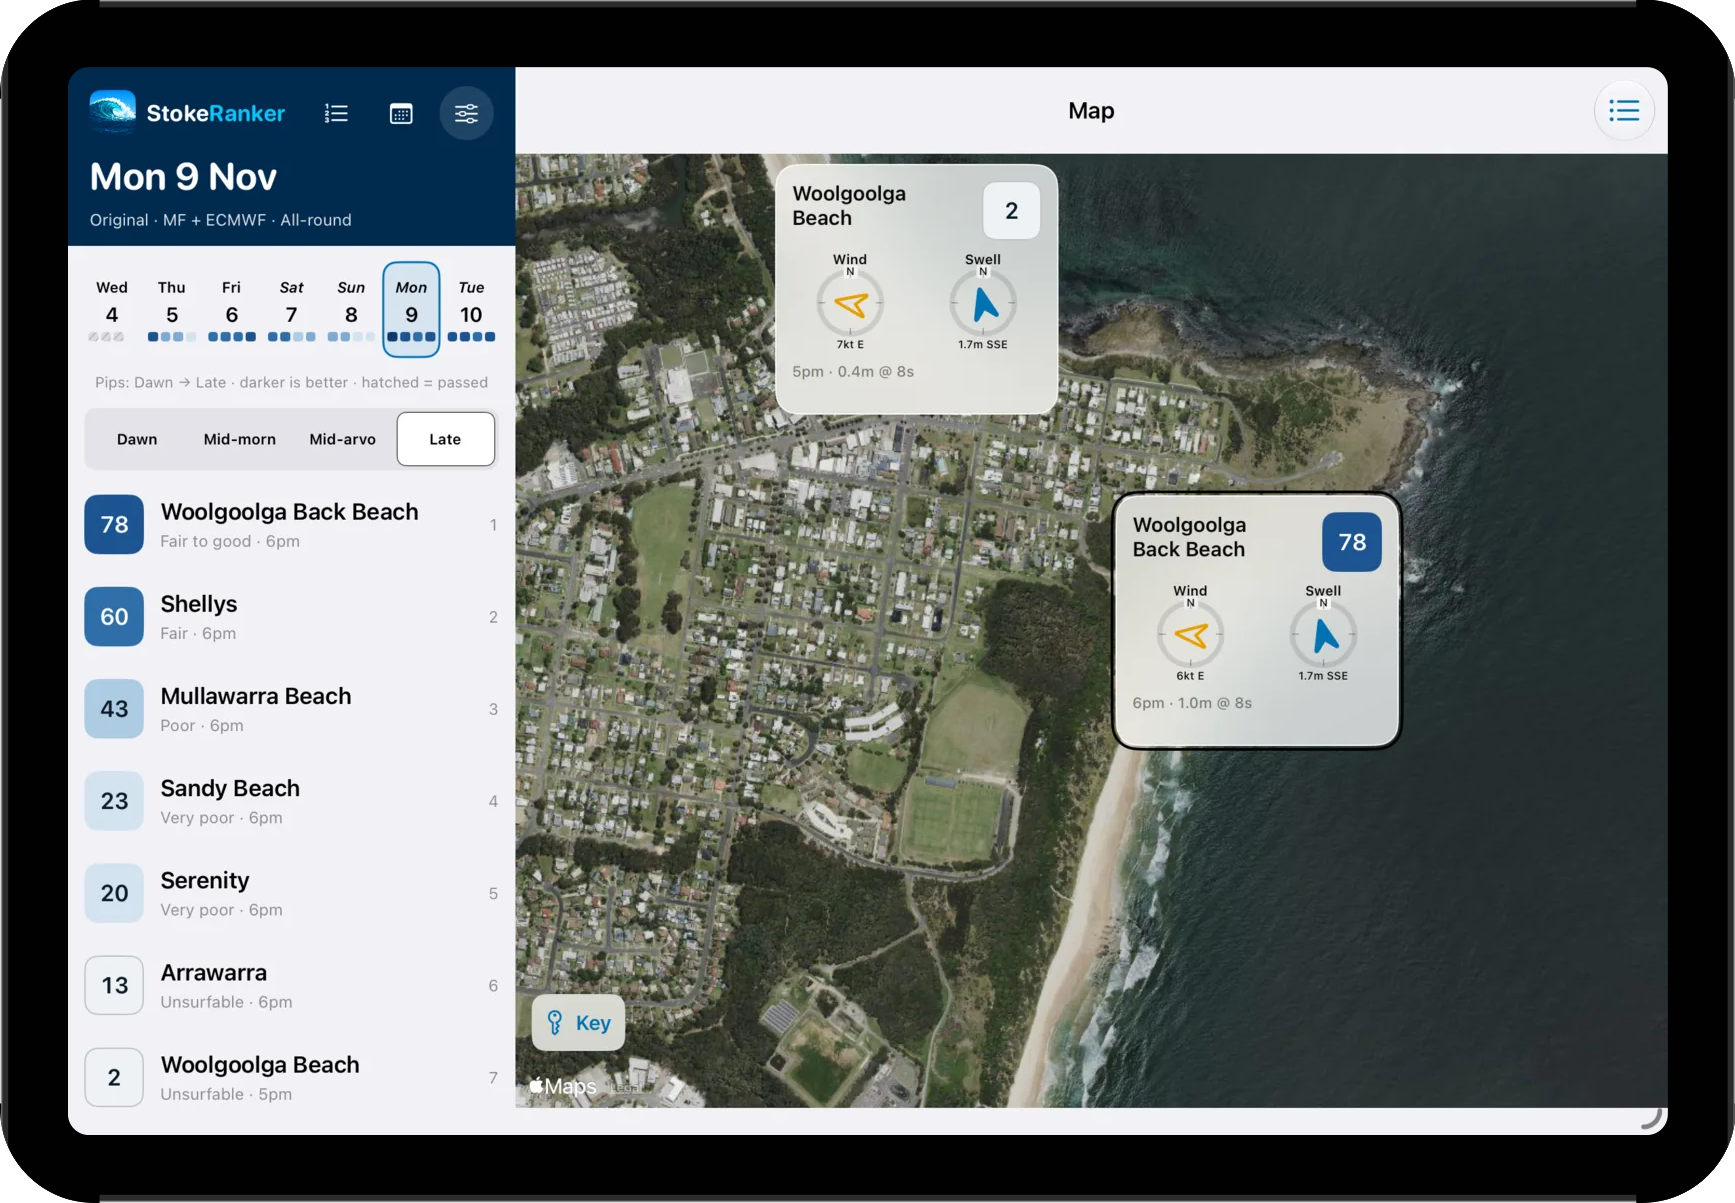 StokeRanker
Mon 9 Nov
Original · MF + ECMWF · All-round
Wed Thu Fri Sat Sun Mon Tue
4 5 6 7 8 9 10
Pips: Dawn → Late · darker is better · hatched = passed
Dawn Mid-morn Mid-arvo Late
78 Woolgoolga Back Beach 1
Fair to good · 6pm
60 Shellys 2
Fair · 6pm
43 Mullawarra Beach 3
Poor · 6pm
23 Sandy Beach 4
Very poor · 6pm
20 Serenity 5
Very poor · 6pm
13 Arrawarra 6
Unsurfable · 6pm
2 Woolgoolga Beach 7
Unsurfable · 5pm
Map
Woolgoolga
Beach
2
Wind Swell
N N
7kt E 1.7m SSE
5pm · 0.4m @ 8s
Woolgoolga
Back Beach
78
Wind Swell
N N
6kt E 1.7m SSE
6pm · 1.0m @ 8s
Key
Maps Legal